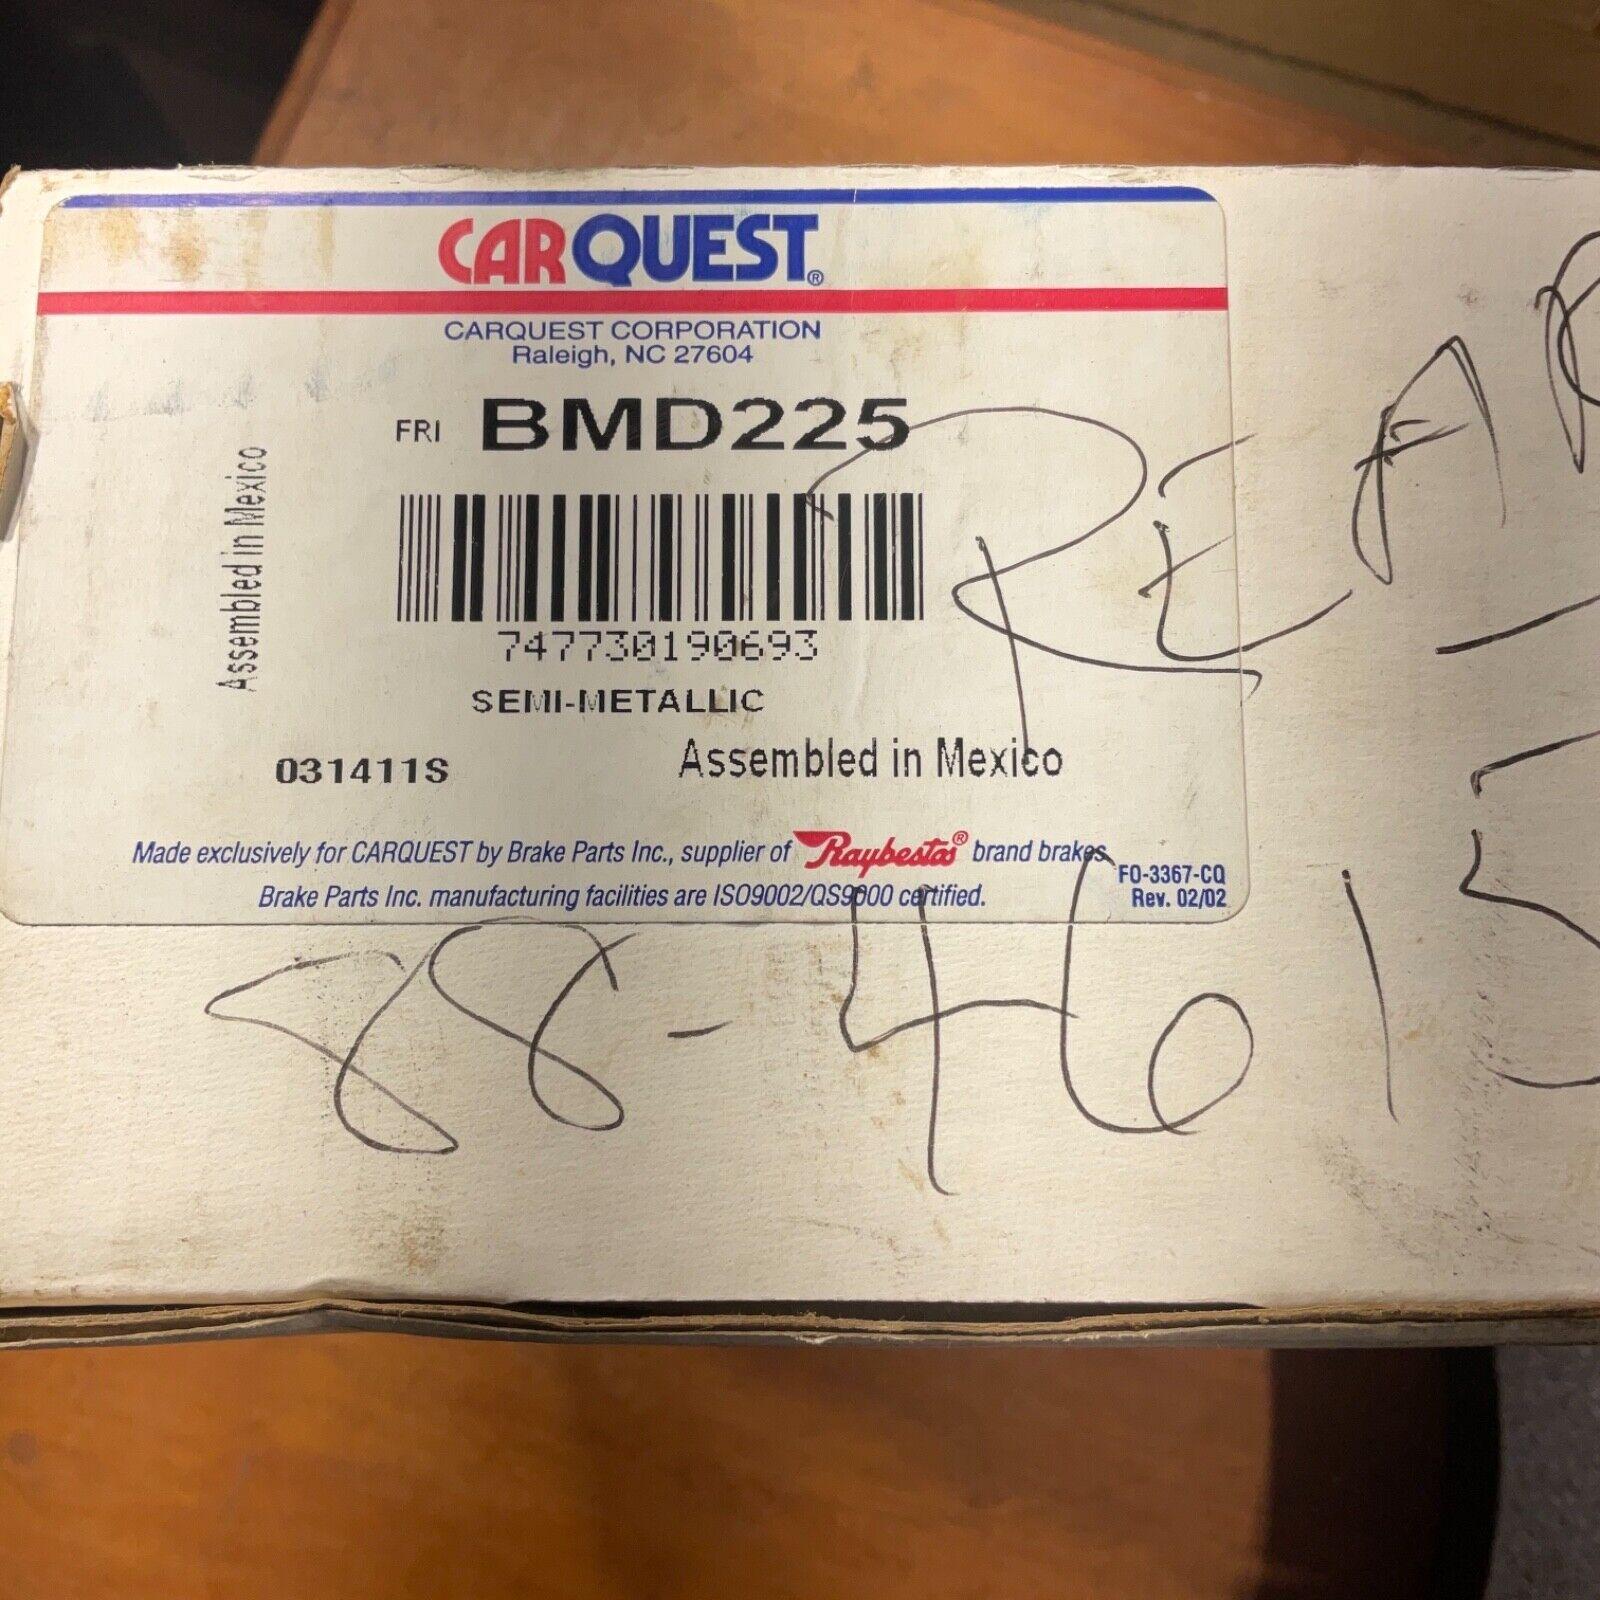 CARQUEST®
CARQUEST CORPORATION
Raleigh, NC 27604
FRI BMD225
Assembled in Mexico
747730190693
SEMI-METALLIC
031411S
Assembled in Mexico
Made exclusively for CARQUEST by Brake Parts Inc., supplier of Raybestos® brand brakes.
Brake Parts Inc. manufacturing facilities are ISO9002/QS9000 certified.
FO-3367-CQ
Rev. 02/02
REAR
88-4615